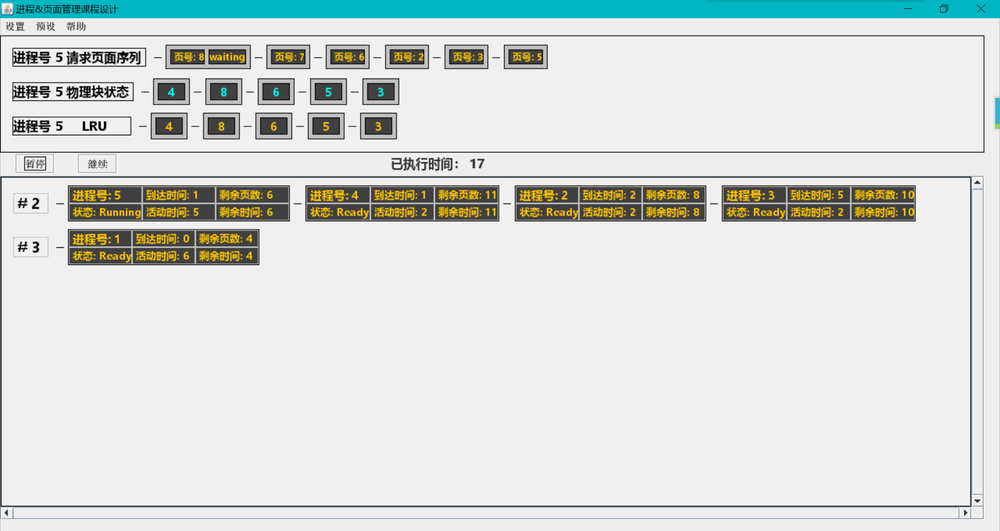 进程&页面管理课程设计
设置 预设 帮助
进程号 5 请求页面序列 — 页号: 8 waiting — 页号: 7 — 页号: 6 — 页号: 2 — 页号: 3 — 页号: 5
进程号 5 物理块状态 — 4 — 8 — 6 — 5 — 3
进程号 5 LRU — 4 — 8 — 6 — 5 — 3
暂停 继续 已执行时间： 17
# 2 — 进程号: 5 到达时间: 1 剩余页数: 6 — 进程号: 4 到达时间: 1 剩余页数: 11 — 进程号: 2 到达时间: 2 剩余页数: 8 — 进程号: 3 到达时间: 5 剩余页数: 10
状态: Running 活动时间: 5 剩余时间: 6 状态: Ready 活动时间: 2 剩余时间: 11 状态: Ready 活动时间: 2 剩余时间: 8 状态: Ready 活动时间: 2 剩余时间: 10
# 3 — 进程号: 1 到达时间: 0 剩余页数: 4
状态: Ready 活动时间: 6 剩余时间: 4